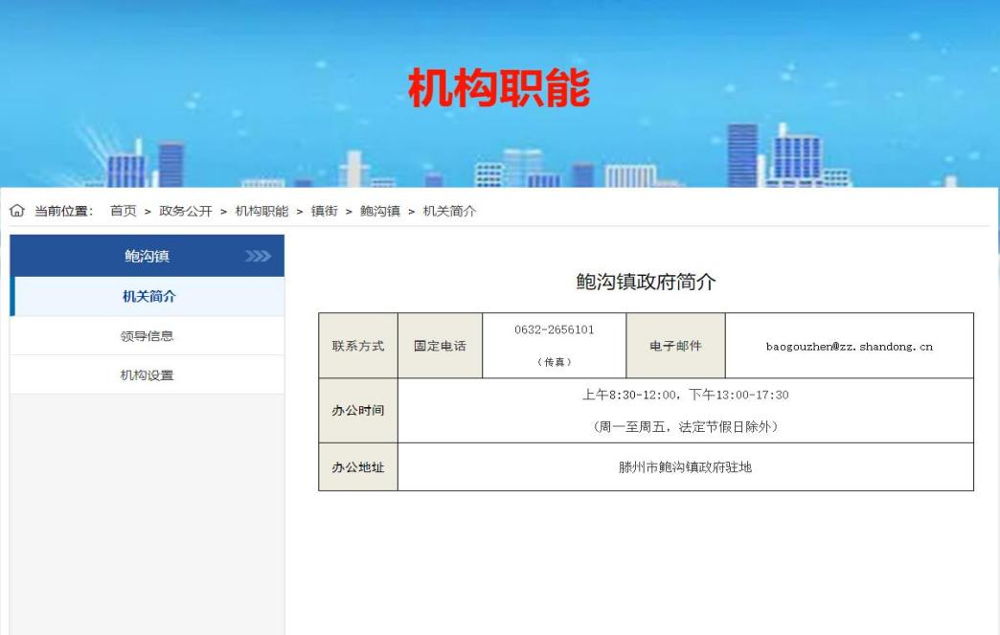 机构职能
当前位置： 首页 > 政务公开 > 机构职能 > 镇街 > 鲍沟镇 > 机关简介
鲍沟镇
机关简介
领导信息
机构设置
鲍沟镇政府简介
联系方式 固定电话 0632-2656101 电子邮件 baogouzhen@zz.shandong.cn
（传真）
办公时间 上午8:30-12:00，下午13:00-17:30
（周一至周五，法定节假日除外）
办公地址 滕州市鲍沟镇政府驻地